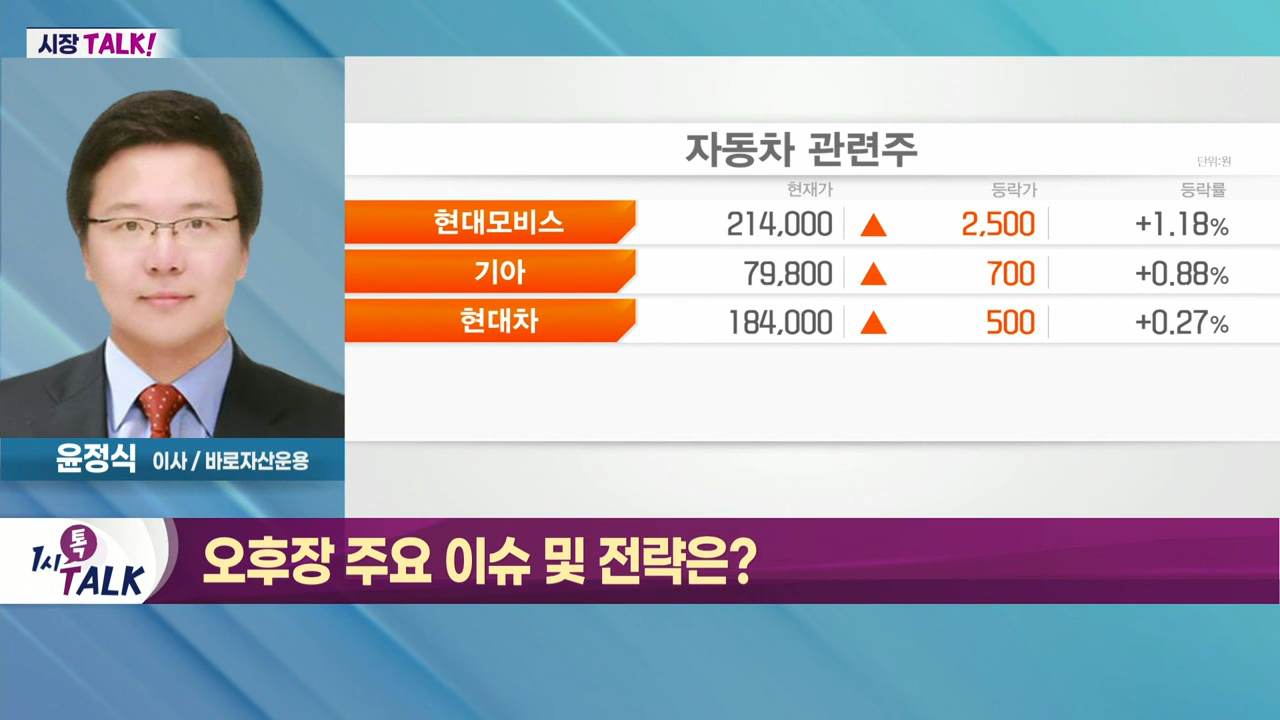 시장 TALK!
자동차 관련주
단위:원
현재가 등락가 등락률
현대모비스 214,000 ▲ 2,500 +1.18%
기아 79,800 ▲ 700 +0.88%
현대차 184,000 ▲ 500 +0.27%
윤정식 이사 / 바로자산운용
1시 톡 TALK
오후장 주요 이슈 및 전략은?